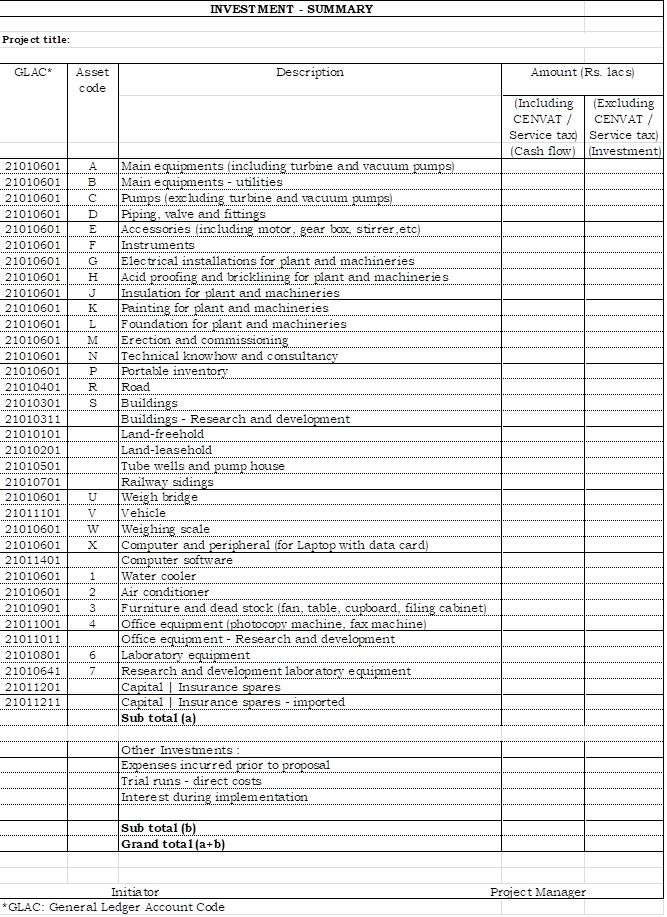 INVESTMENT - SUMMARY
Project title:
GLAC* Asset code Description Amount (Rs. lacs)
(Including CENVAT / Service tax) (Cash flow) (Excluding CENVAT / Service tax) (Investment)
21010601 A Main equipments (including turbine and vacuum pumps)
21010601 B Main equipments - utilities
21010601 C Pumps (excluding turbine and vacuum pumps)
21010601 D Piping, valve and fittings
21010601 E Accessories (including motor, gear box, stirrer,etc)
21010601 F Instruments
21010601 G Electrical installations for plant and machineries
21010601 H Acid proofing and bricklining for plant and machineries
21010601 J Insulation for plant and machineries
21010601 K Painting for plant and machineries
21010601 L Foundation for plant and machineries
21010601 M Erection and commissioning
21010601 N Technical knowhow and consultancy
21010601 P Portable inventory
21010401 R Road
21010301 S Buildings
21010311 Buildings - Research and development
21010101 Land-freehold
21010201 Land-leasehold
21010501 Tube wells and pump house
21010701 Railway sidings
21010601 U Weigh bridge
21011101 V Vehicle
21010601 W Weighing scale
21010601 X Computer and peripheral (for Laptop with data card)
21011401 Computer software
21010601 1 Water cooler
21010601 2 Air conditioner
21010901 3 Furniture and dead stock (fan, table, cupboard, filing cabinet)
21011001 4 Office equipment (photocopy machine, fax machine)
21011011 Office equipment - Research and development
21010801 6 Laboratory equipment
21010641 7 Research and development laboratory equipment
21011201 Capital | Insurance spares
21011211 Capital | Insurance spares - imported
Sub total (a)
Other Investments :
Expenses incurred prior to proposal
Trial runs - direct costs
Interest during implementation
Sub total (b)
Grand total (a+b)
Initiator Project Manager
*GLAC: General Ledger Account Code